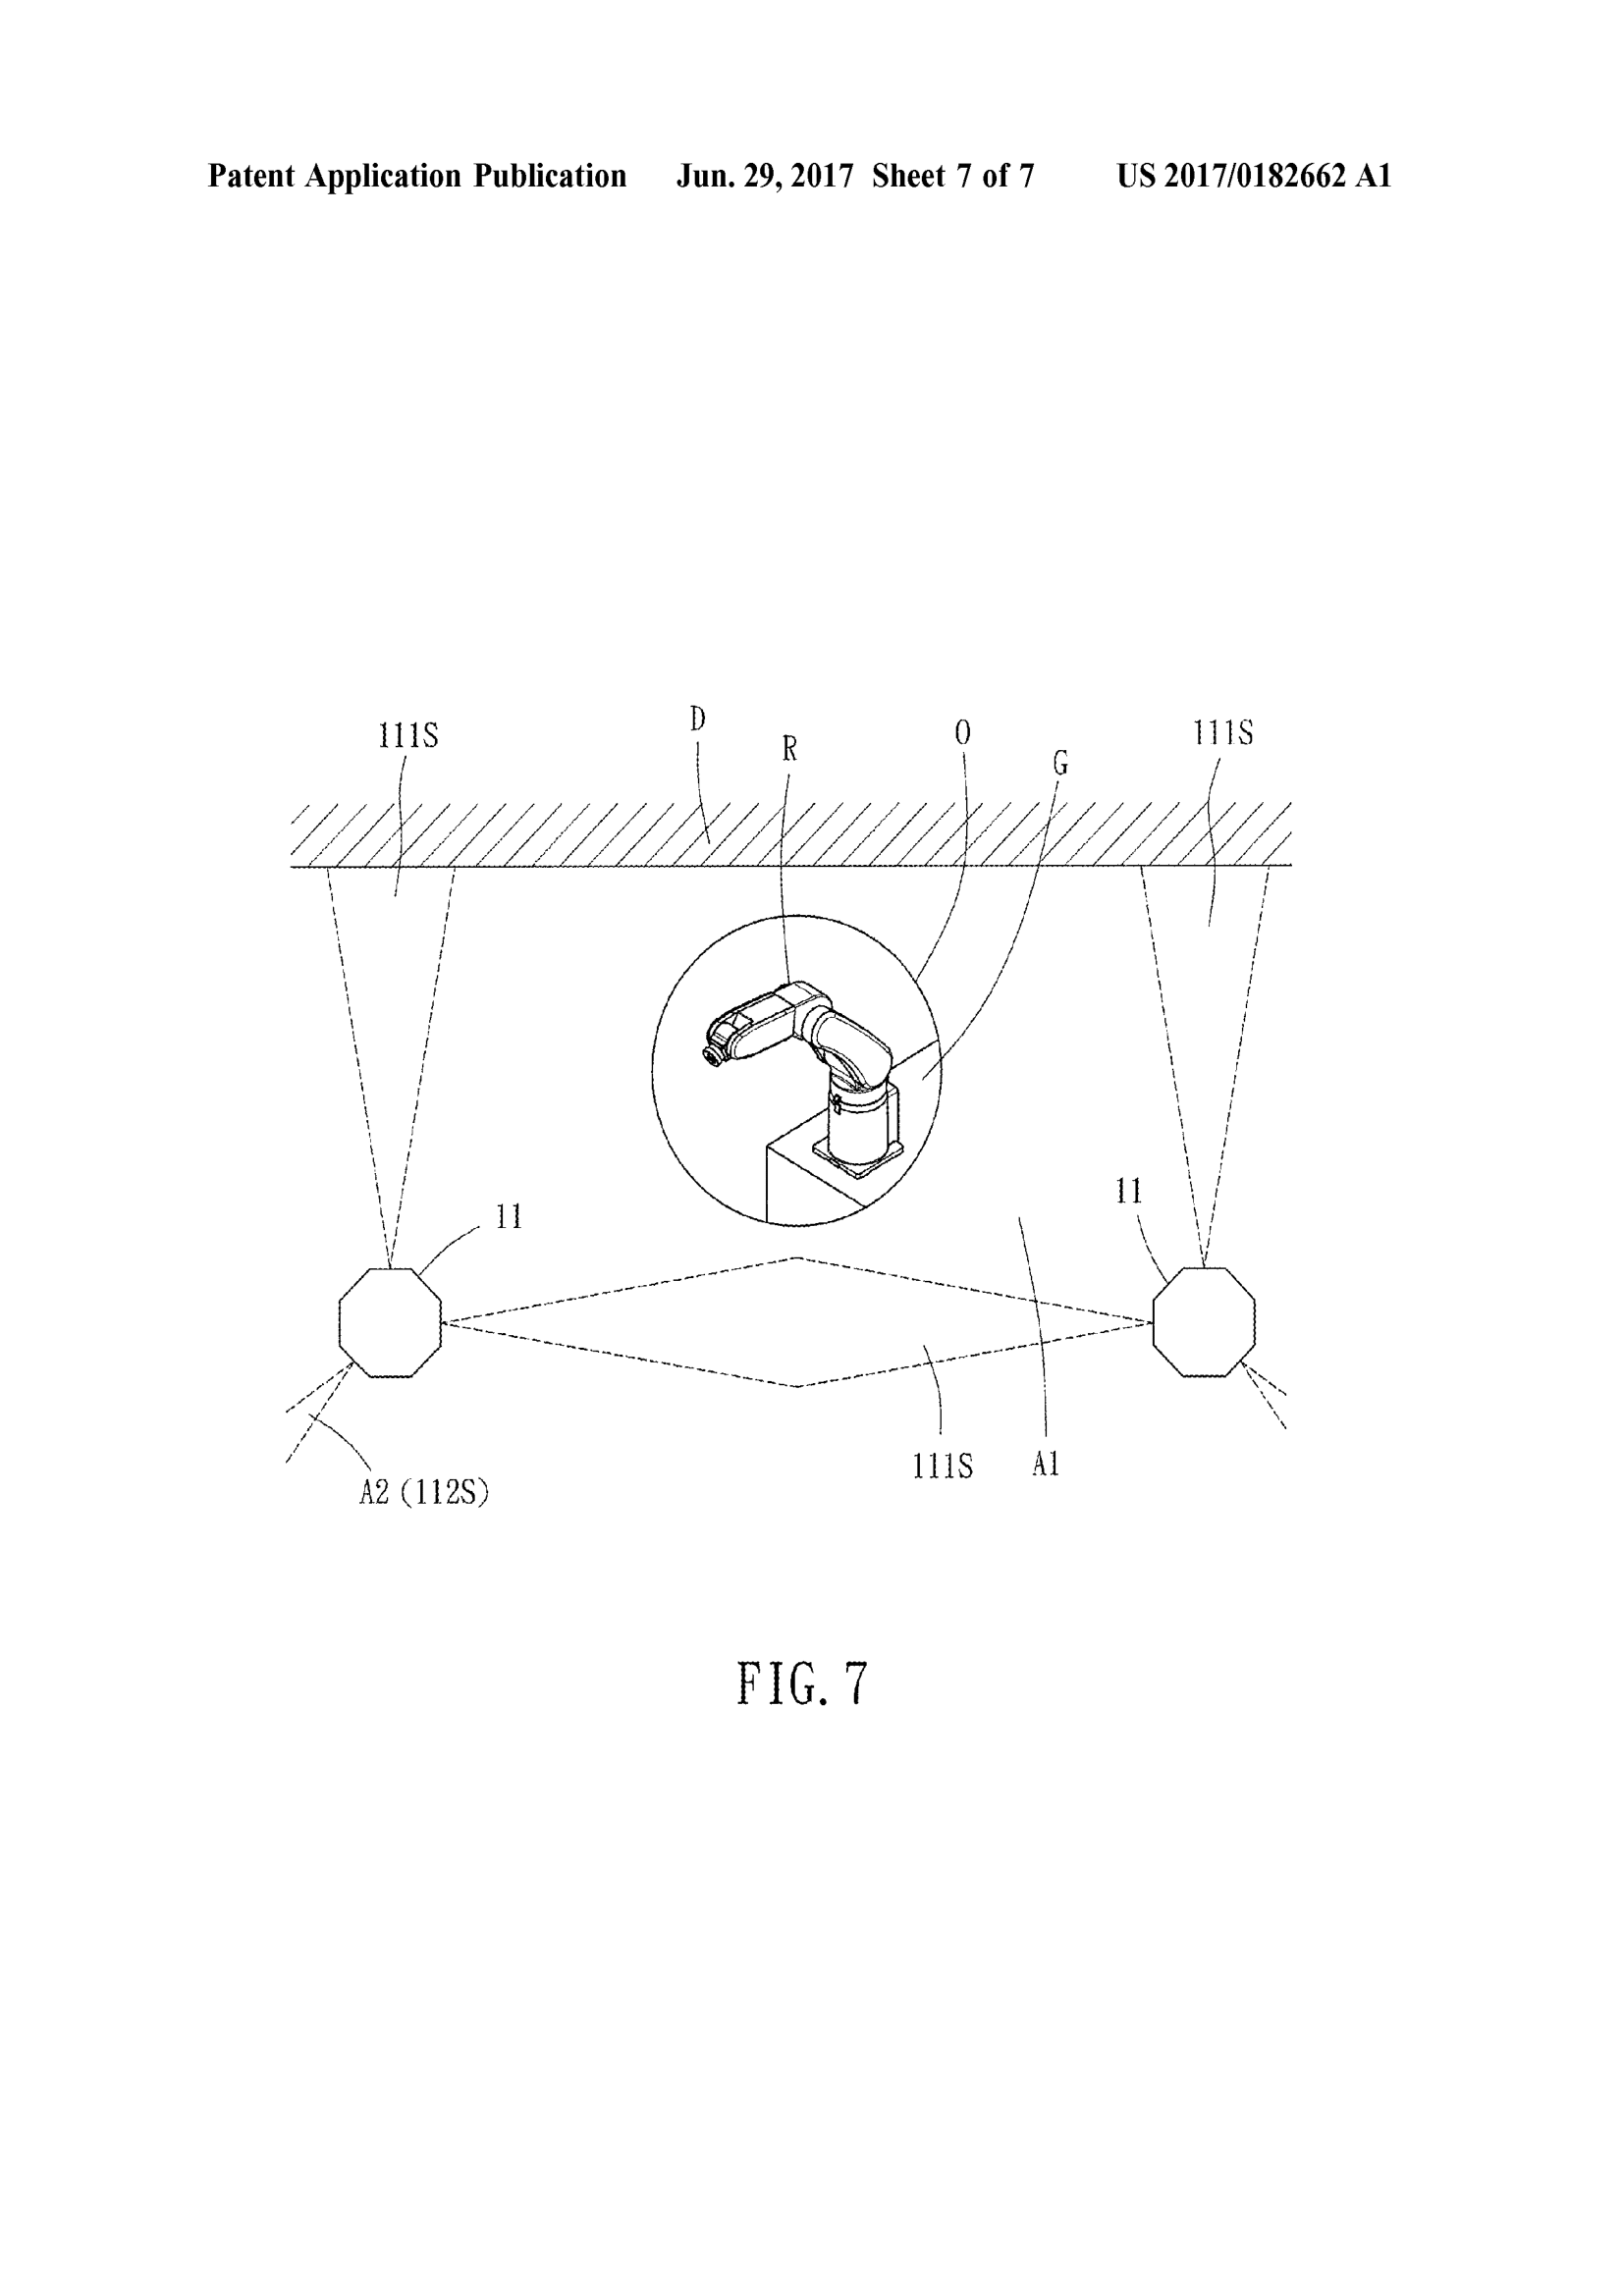 Patent Application Publication Jun. 29, 2017 Sheet 7 of 7 US 2017/0182662 A1
111S D R O G 111S
11 11
111S A1
A2 (112S)
FIG. 7